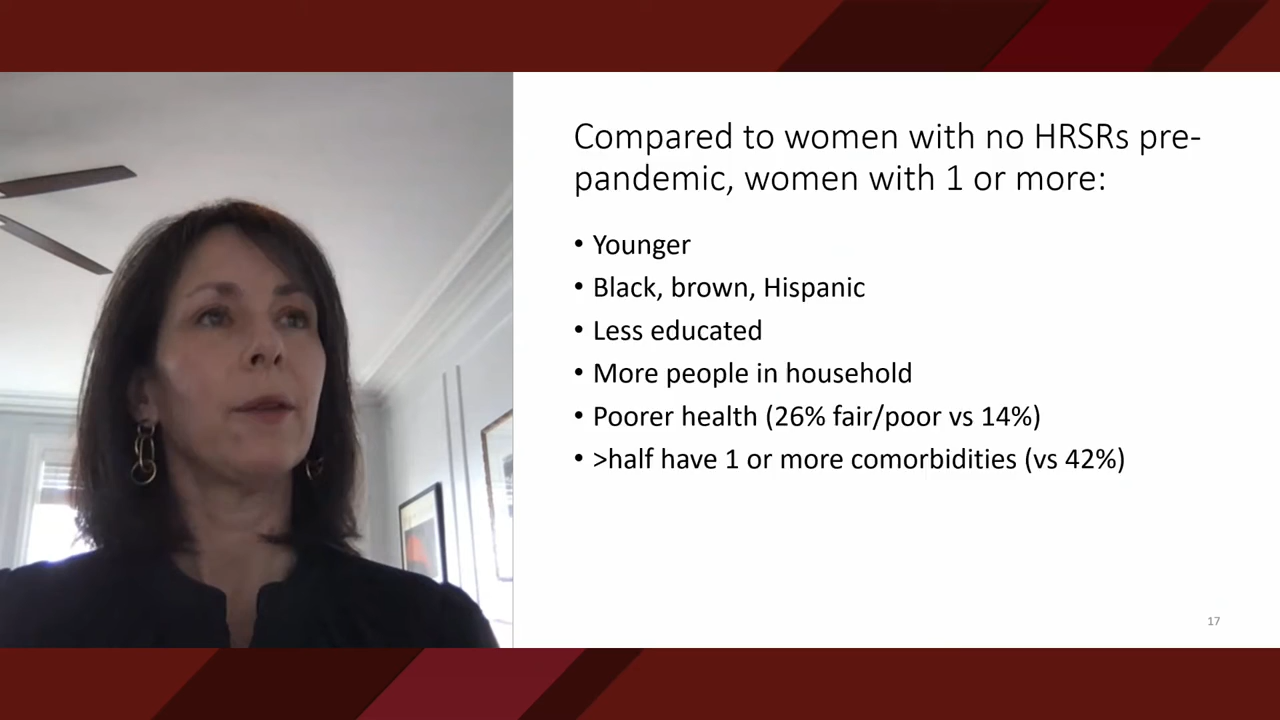 Compared to women with no HRSRs pre-
pandemic, women with 1 or more:
• Younger
• Black, brown, Hispanic
• Less educated
• More people in household
• Poorer health (26% fair/poor vs 14%)
• >half have 1 or more comorbidities (vs 42%)
17